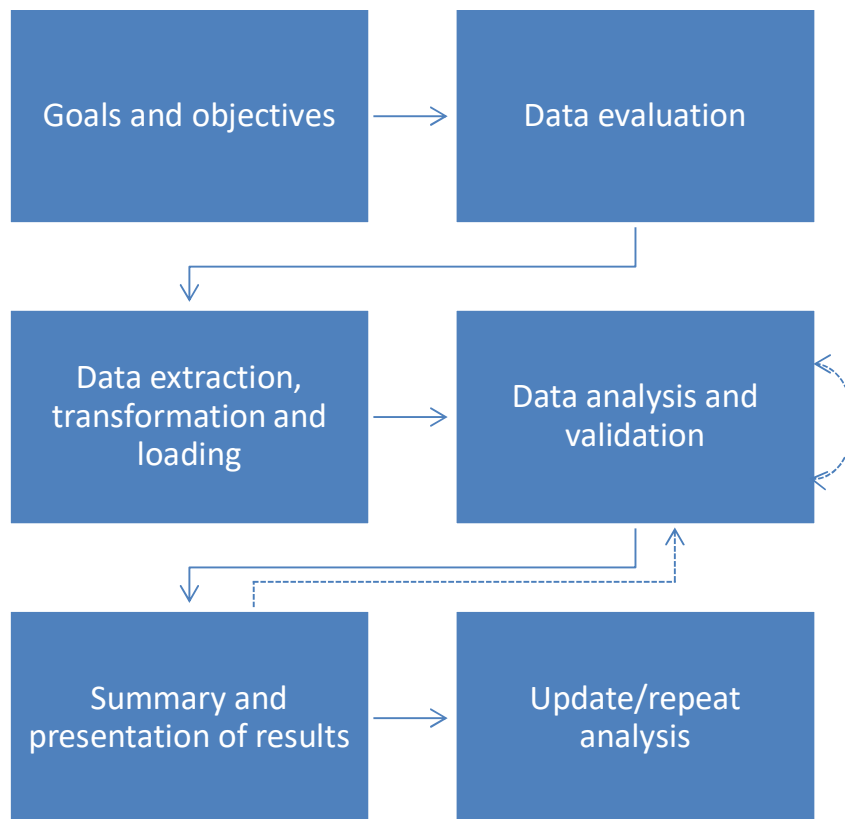 Goals and objectives
Data evaluation
Data extraction,
transformation and
loading
Data analysis and
validation
Summary and
presentation of results
Update/repeat
analysis